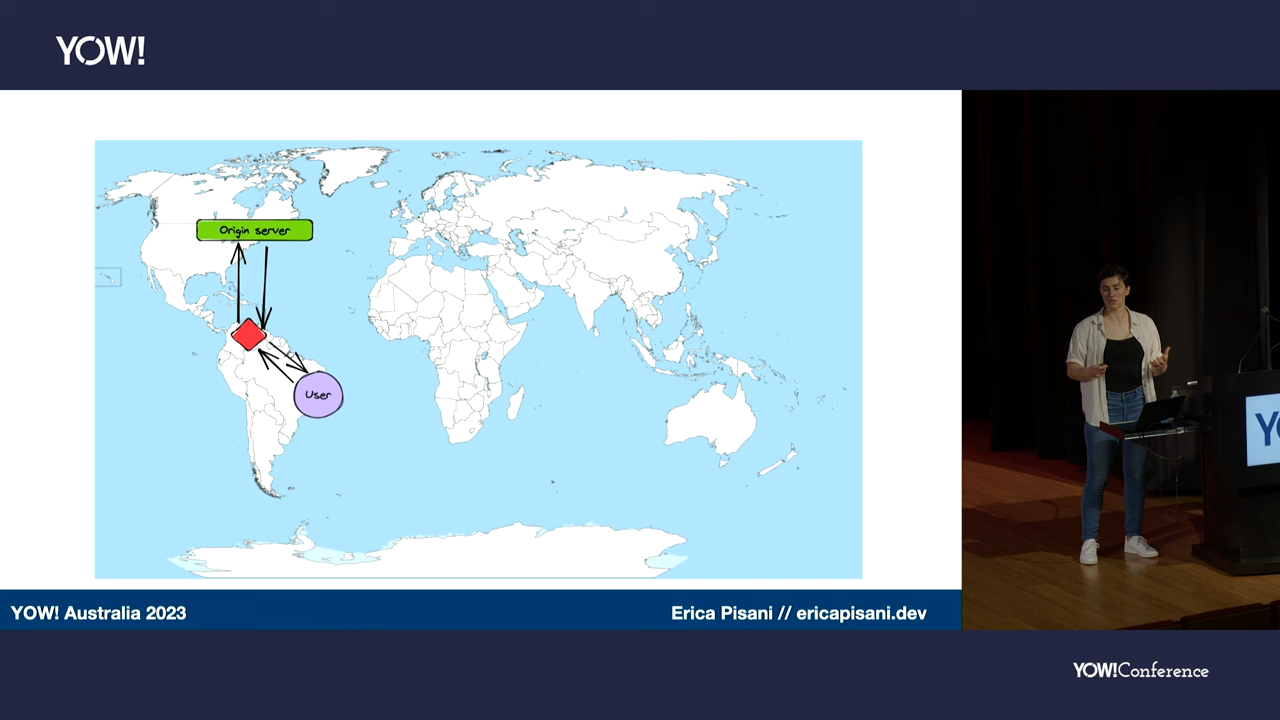 YOW!
Origin server
User
YOW! Australia 2023
Erica Pisani // ericapisani.dev
YOW!Conference